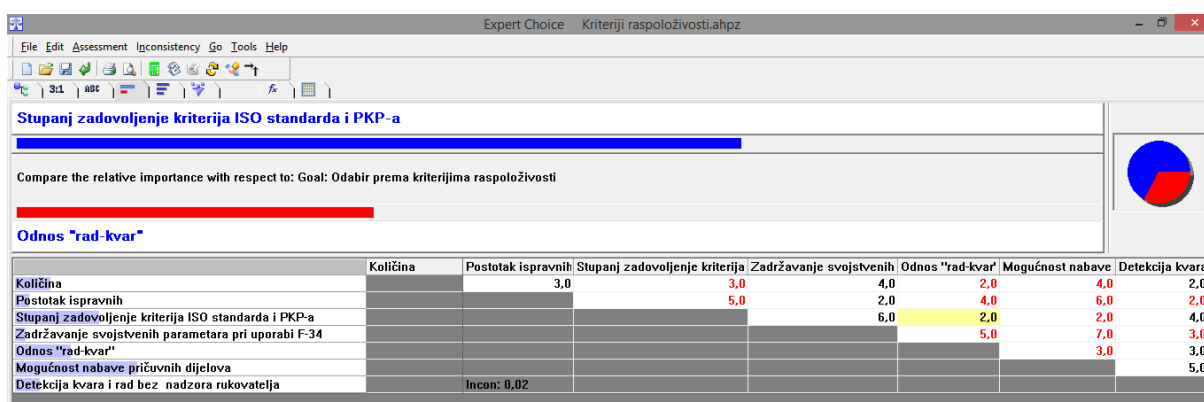 Expert Choice Kriteriji raspoloživosti.ahpz
File Edit Assessment Inconsistency Go Tools Help
3:1 ABC fx
Stupanj zadovoljenje kriterija ISO standarda i PKP-a
Compare the relative importance with respect to: Goal: Odabir prema kriterijima raspoloživosti
Odnos "rad-kvar"
Količina Postotak ispravnih Stupanj zadovoljenje kriterija Zadržavanje svojstvenih Odnos "rad-kvar' Mogućnost nabave Detekcija kvara
Količina 3,0 3,0 4,0 2,0 4,0 2,0
Postotak ispravnih 5,0 2,0 4,0 6,0 2,0
Stupanj zadovoljenje kriterija ISO standarda i PKP-a 6,0 2,0 2,0 4,0
Zadržavanje svojstvenih parametara pri uporabi F-34 5,0 7,0 3,0
Odnos "rad-kvar" 3,0 3,0
Mogućnost nabave pričuvnih dijelova 5,0
Detekcija kvara i rad bez nadzora rukovatelja Incon: 0,02